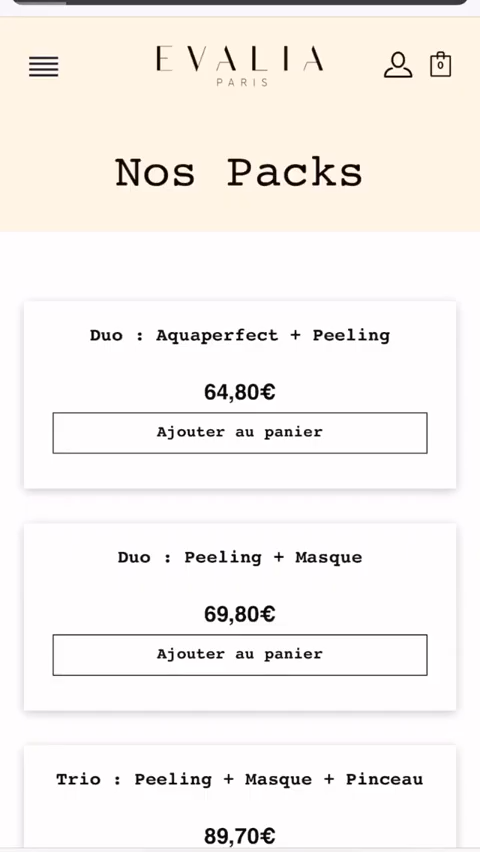 EVALIA
PARIS
0
Nos Packs
Duo : Aquaperfect + Peeling
64,80€
Ajouter au panier
Duo : Peeling + Masque
69,80€
Ajouter au panier
Trio : Peeling + Masque + Pinceau
89,70€